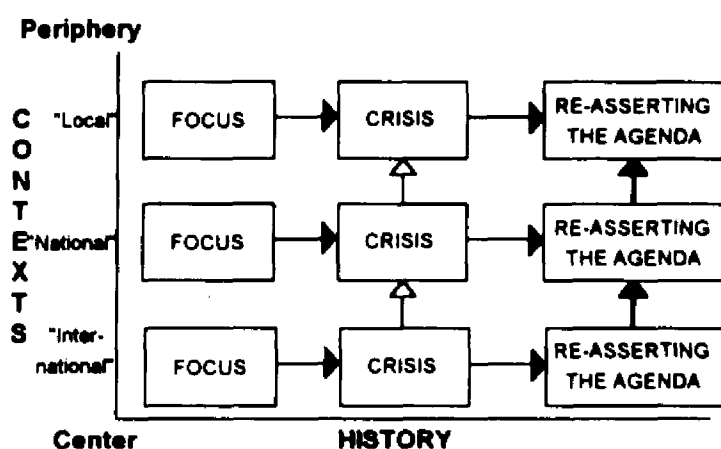 Periphery
CONTEXTS
"Local"
FOCUS
CRISIS
RE-ASSERTING
THE AGENDA
"National"
FOCUS
CRISIS
RE-ASSERTING
THE AGENDA
"Inter-
national"
FOCUS
CRISIS
RE-ASSERTING
THE AGENDA
Center
HISTORY